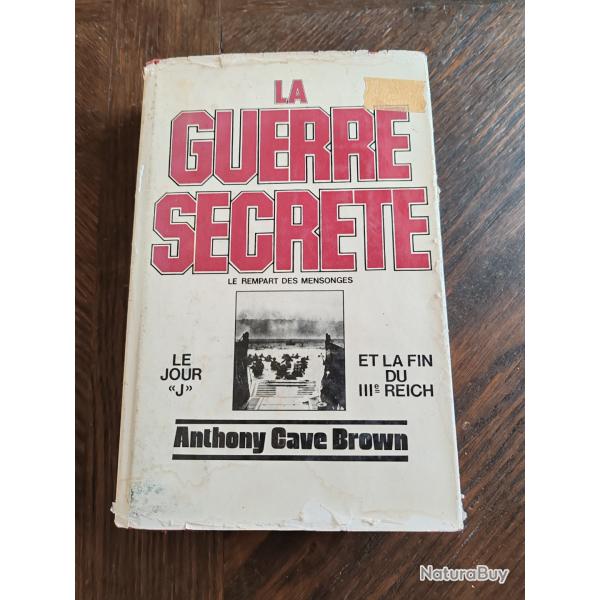 LA
GUERRE
SECRETE
LE REMPART DES MENSONGES
LE
JOUR
«J»
ET LA FIN
DU
IIIe REICH
Anthony Cave Brown
NaturaBuy